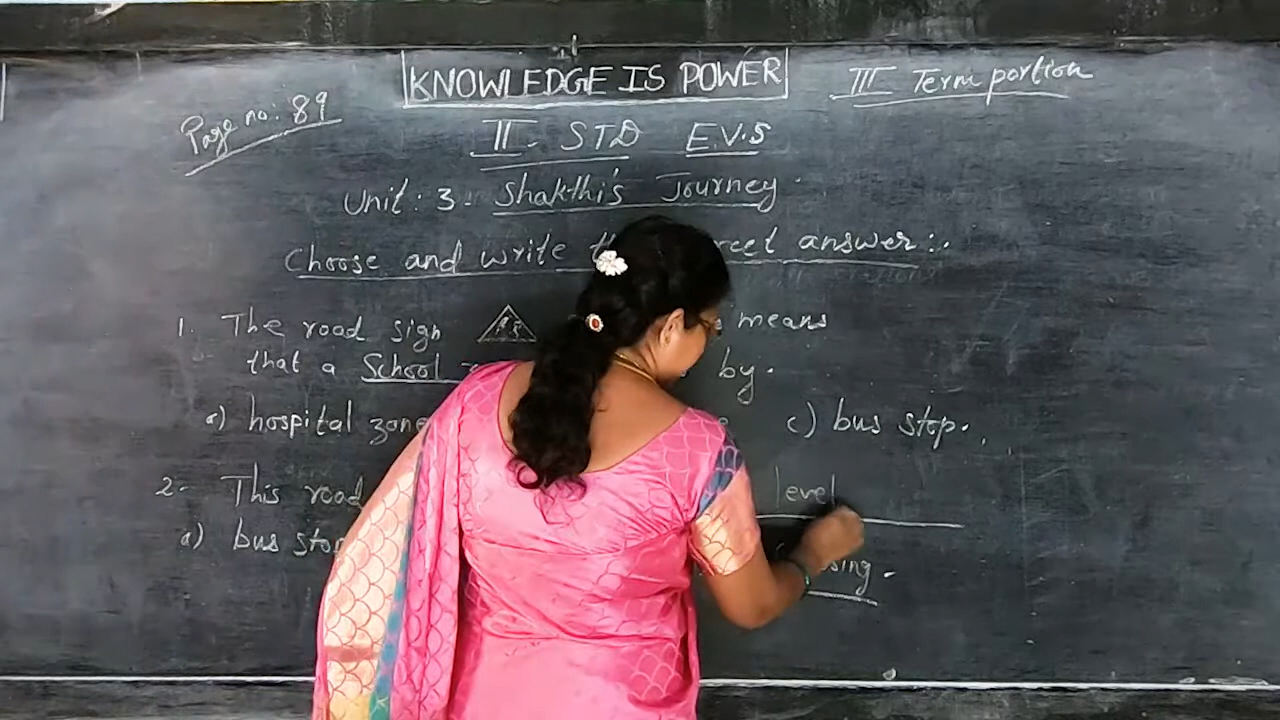 KNOWLEDGE IS POWER
III Term portion
Page no: 89
II - STD E.V.S
Unit: 3. Shakthi's Journey.
Choose and write answer:.
1. The road sign means
that a School by.
a) hospital zone c) bus stop.
2. This road level
a) bus stop